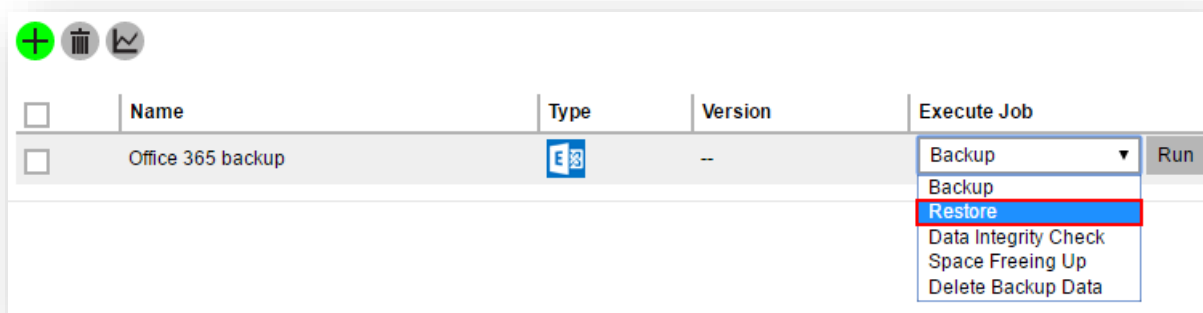 Name Type Version Execute Job
Office 365 backup E -- Backup Run
Backup
Restore
Data Integrity Check
Space Freeing Up
Delete Backup Data